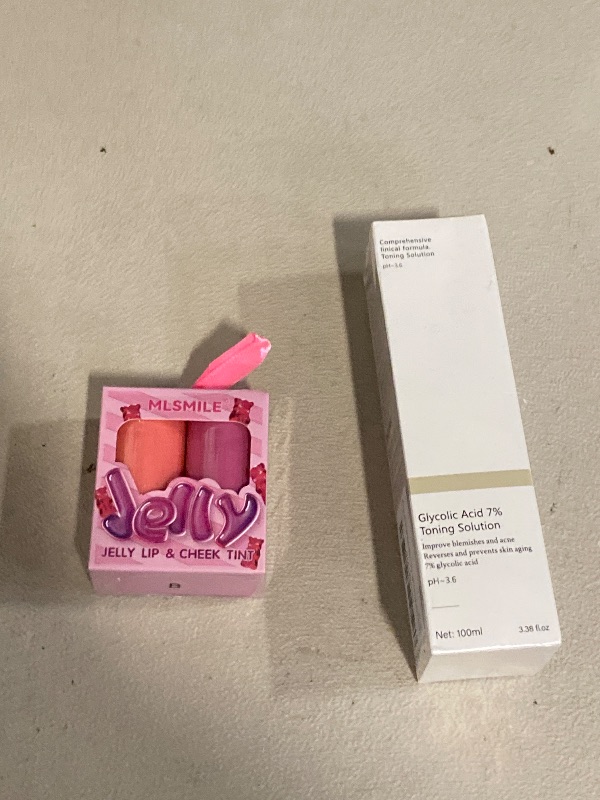 MLSMILE
Jelly
JELLY LIP & CHEEK TINT
B
Comprehensive
linical formula.
Toning Solution
pH~3.6
Glycolic Acid 7%
Toning Solution
Improve blemishes and acne
Reverses and prevents skin aging
7% glycolic acid
pH~3.6
Net: 100ml
3.38 fl.oz